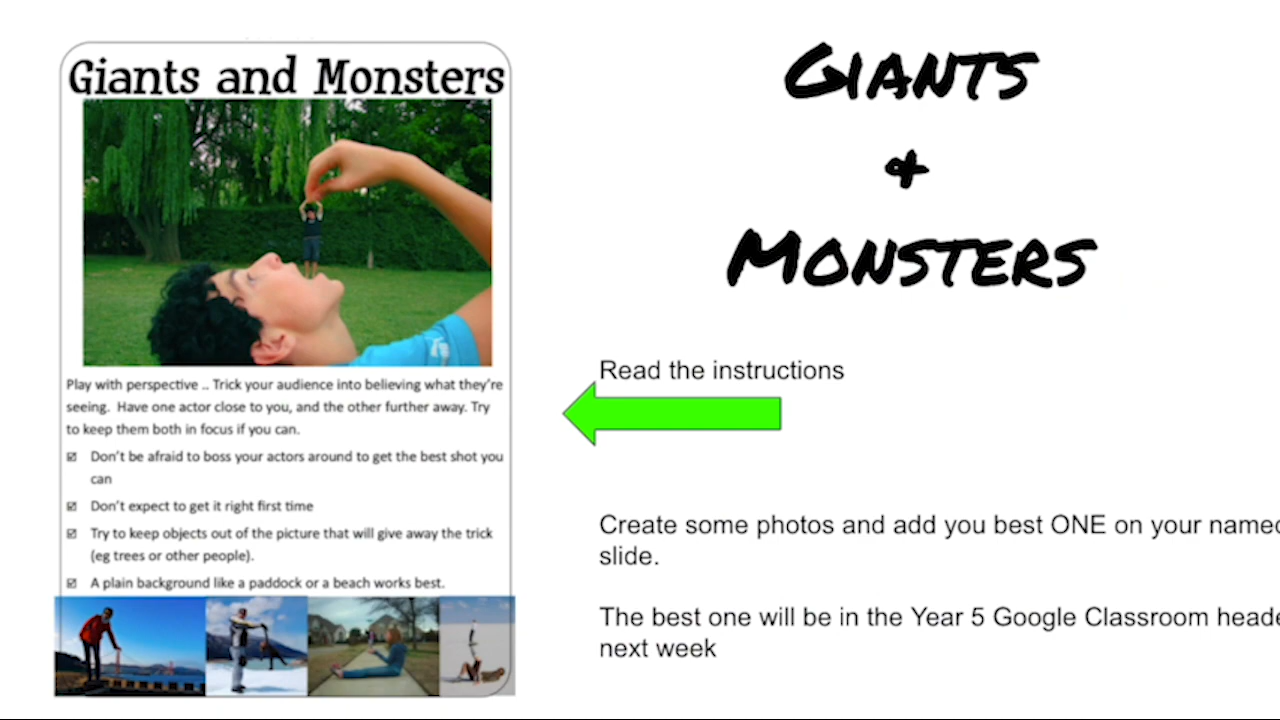 Giants and Monsters
Play with perspective .. Trick your audience into believing what they're
seeing.  Have one actor close to you, and the other further away. Try
to keep them both in focus if you can.
Don't be afraid to boss your actors around to get the best shot you
can
Don't expect to get it right first time
Try to keep objects out of the picture that will give away the trick
(eg trees or other people).
A plain background like a paddock or a beach works best.
GIANTS
&
MONSTERS
Read the instructions
Create some photos and add you best ONE on your named
slide.
The best one will be in the Year 5 Google Classroom heade
next week